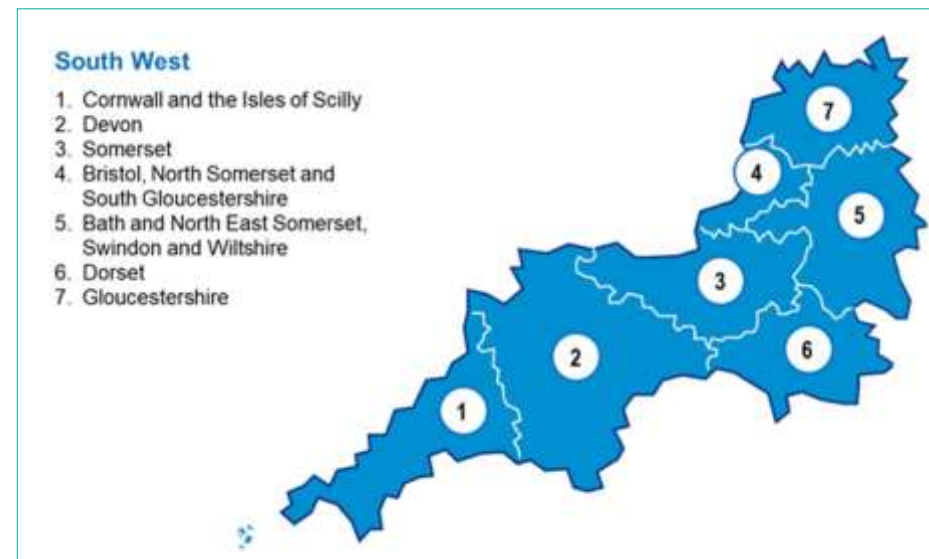 South West
1. Cornwall and the Isles of Scilly
2. Devon
3. Somerset
4. Bristol, North Somerset and
South Gloucestershire
5. Bath and North East Somerset,
Swindon and Wiltshire
6. Dorset
7. Gloucestershire
7
4
5
3
6
2
1